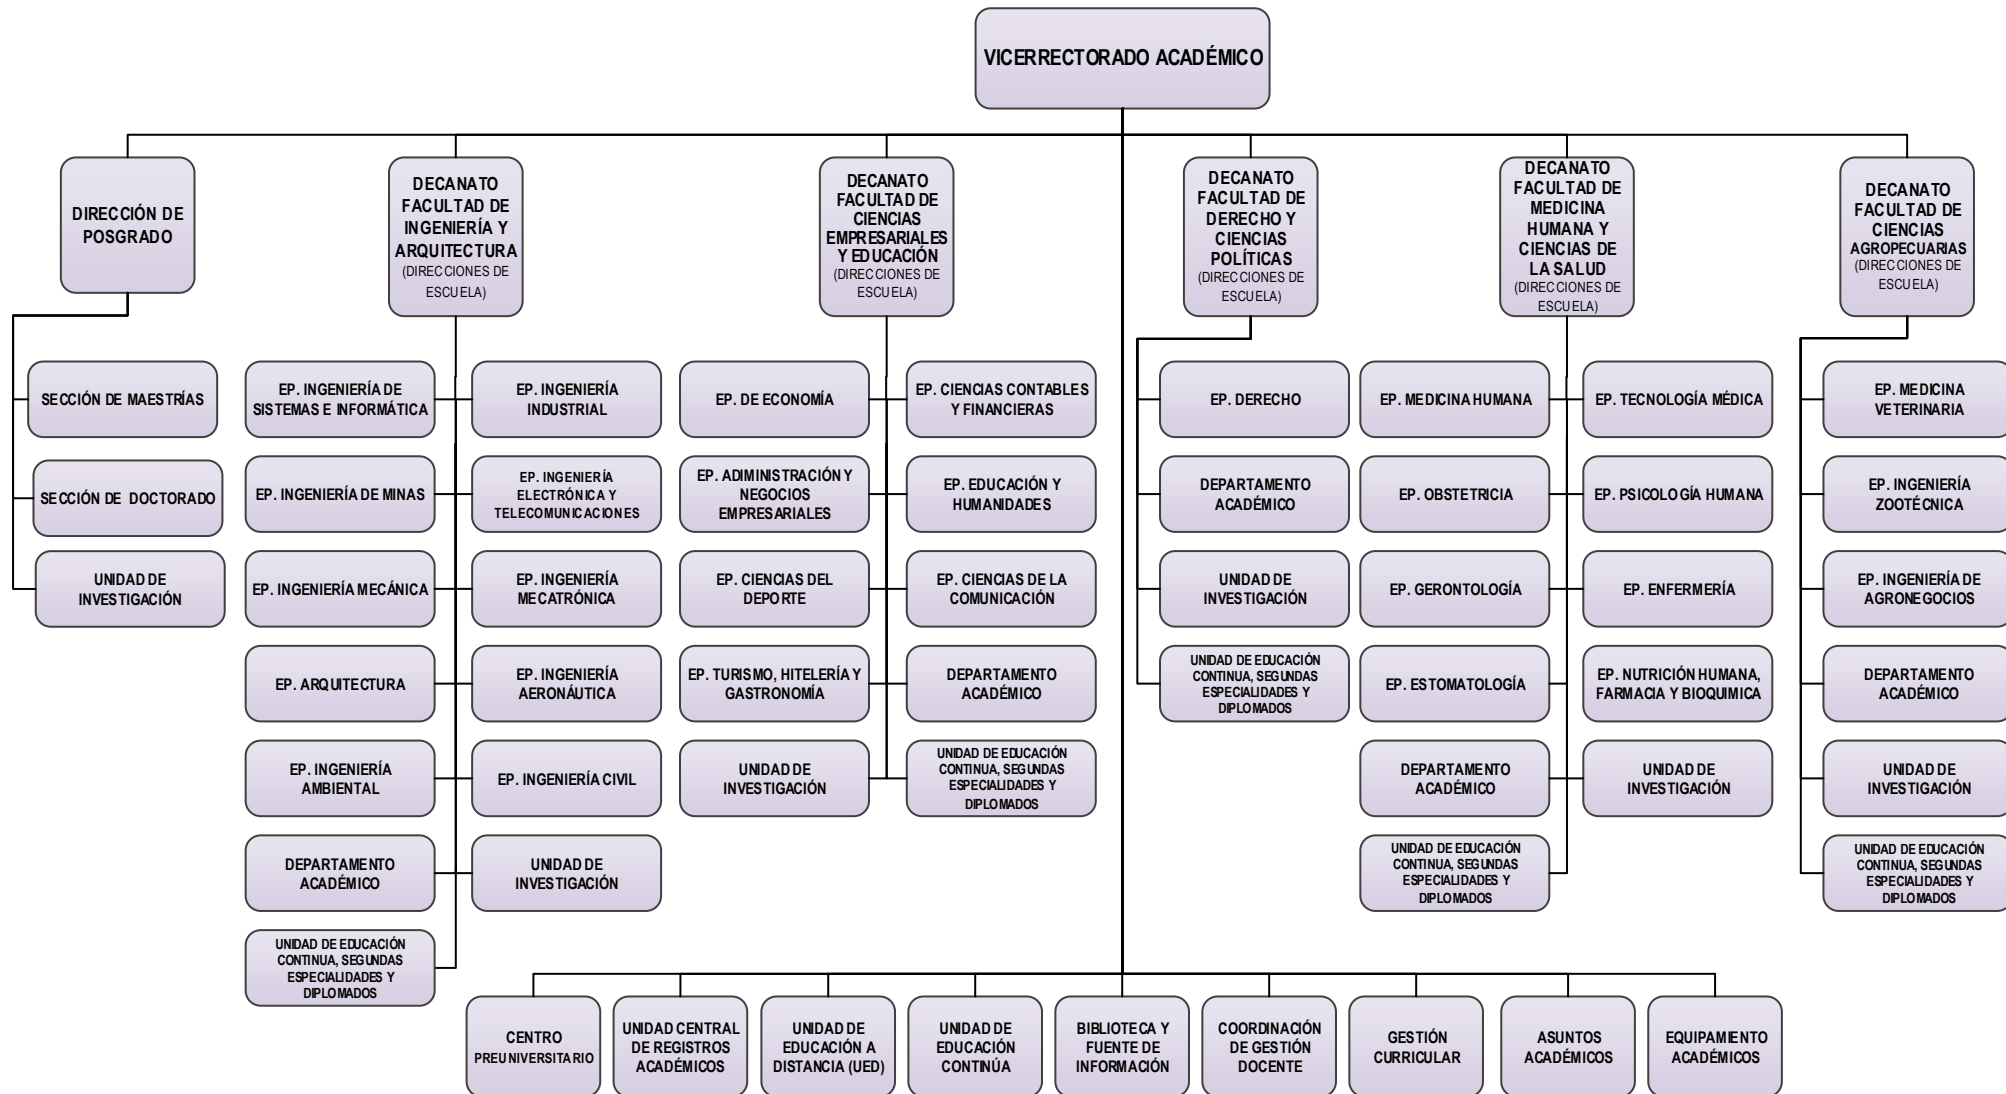 VICERRECTORADO ACADÉMICO
DIRECCIÓN DE
POSGRADO
DECANATO
FACULTAD DE
INGENIERÍA Y
ARQUITECTURA
(DIRECCIONES DE
ESCUELA)
DECANATO
FACULTAD DE
CIENCIAS
EMPRESARIALES
Y EDUCACIÓN
(DIRECCIONES DE
ESCUELA)
DECANATO
FACULTAD DE
DERECHO Y
CIENCIAS
POLÍTICAS
(DIRECCIONES DE
ESCUELA)
DECANATO
FACULTAD DE
MEDICINA
HUMANA Y
CIENCIAS DE
LA SALUD
(DIRECCIONES DE
ESCUELA)
DECANATO
FACULTAD DE
CIENCIAS
AGROPECUARIAS
(DIRECCIONES DE
ESCUELA)
SECCIÓN DE MAESTRÍAS
SECCIÓN DE DOCTORADO
UNIDAD DE
INVESTIGACIÓN
EP. INGENIERÍA DE
SISTEMAS E INFORMÁTICA
EP. INGENIERÍA
INDUSTRIAL
EP. INGENIERÍA DE MINAS
EP. INGENIERÍA
ELECTRÓNICA Y
TELECOMUNICACIONES
EP. INGENIERÍA MECÁNICA
EP. INGENIERÍA
MECATRÓNICA
EP. ARQUITECTURA
EP. INGENIERÍA
AERONÁUTICA
EP. INGENIERÍA
AMBIENTAL
EP. INGENIERÍA CIVIL
DEPARTAMENTO
ACADÉMICO
UNIDAD DE
INVESTIGACIÓN
UNIDAD DE EDUCACIÓN
CONTINUA, SEGUNDAS
ESPECIALIDADES Y
DIPLOMADOS
EP. DE ECONOMÍA
EP. CIENCIAS CONTABLES
Y FINANCIERAS
EP. ADIMINISTRACIÓN Y
NEGOCIOS
EMPRESARIALES
EP. EDUCACIÓN Y
HUMANIDADES
EP. CIENCIAS DEL
DEPORTE
EP. CIENCIAS DE LA
COMUNICACIÓN
EP. TURISMO, HITELERÍA Y
GASTRONOMÍA
DEPARTAMENTO
ACADÉMICO
UNIDAD DE
INVESTIGACIÓN
UNIDAD DE EDUCACIÓN
CONTINUA, SEGUNDAS
ESPECIALIDADES Y
DIPLOMADOS
EP. DERECHO
DEPARTAMENTO
ACADÉMICO
UNIDAD DE
INVESTIGACIÓN
UNIDAD DE EDUCACIÓN
CONTINUA, SEGUNDAS
ESPECIALIDADES Y
DIPLOMADOS
EP. MEDICINA HUMANA
EP. TECNOLOGÍA MÉDICA
EP. OBSTETRICIA
EP. PSICOLOGÍA HUMANA
EP. GERONTOLOGÍA
EP. ENFERMERÍA
EP. ESTOMATOLOGÍA
EP. NUTRICIÓN HUMANA,
FARMACIA Y BIOQUIMICA
DEPARTAMENTO
ACADÉMICO
UNIDAD DE
INVESTIGACIÓN
UNIDAD DE EDUCACIÓN
CONTINUA, SEGUNDAS
ESPECIALIDADES Y
DIPLOMADOS
EP. MEDICINA
VETERINARIA
EP. INGENIERÍA
ZOOTÉCNICA
EP. INGENIERÍA DE
AGRONEGOCIOS
DEPARTAMENTO
ACADÉMICO
UNIDAD DE
INVESTIGACIÓN
UNIDAD DE EDUCACIÓN
CONTINUA, SEGUNDAS
ESPECIALIDADES Y
DIPLOMADOS
CENTRO
PREUNIVERSITARIO
UNIDAD CENTRAL
DE REGISTROS
ACADÉMICOS
UNIDAD DE
EDUCACIÓN A
DISTANCIA (UED)
UNIDAD DE
EDUCACIÓN
CONTINÚA
BIBLIOTECA Y
FUENTE DE
INFORMACIÓN
COORDINACIÓN
DE GESTIÓN
DOCENTE
GESTIÓN
CURRICULAR
ASUNTOS
ACADÉMICOS
EQUIPAMIENTO
ACADÉMICOS